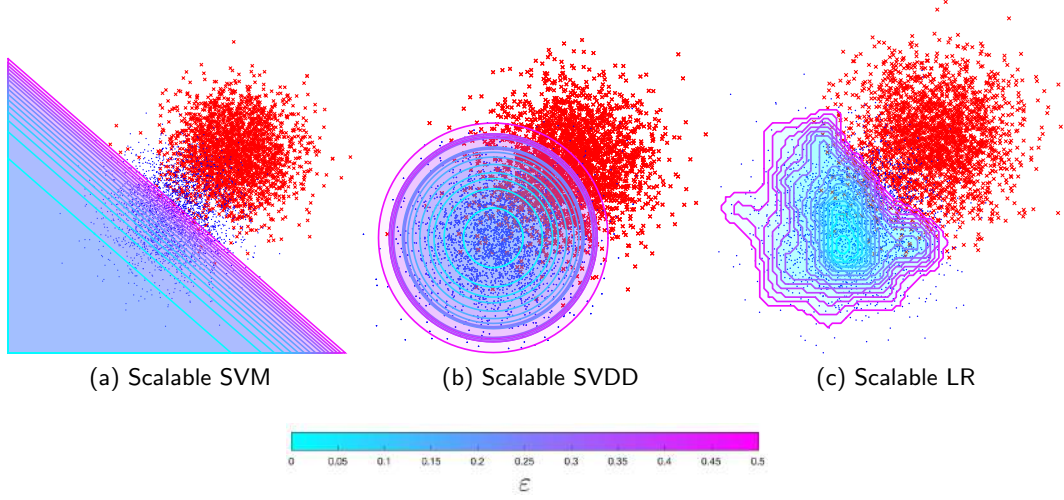 (a) Scalable SVM
(b) Scalable SVDD
(c) Scalable LR
0 0.05 0.1 0.15 0.2 0.25 0.3 0.35 0.4 0.45 0.5
ε